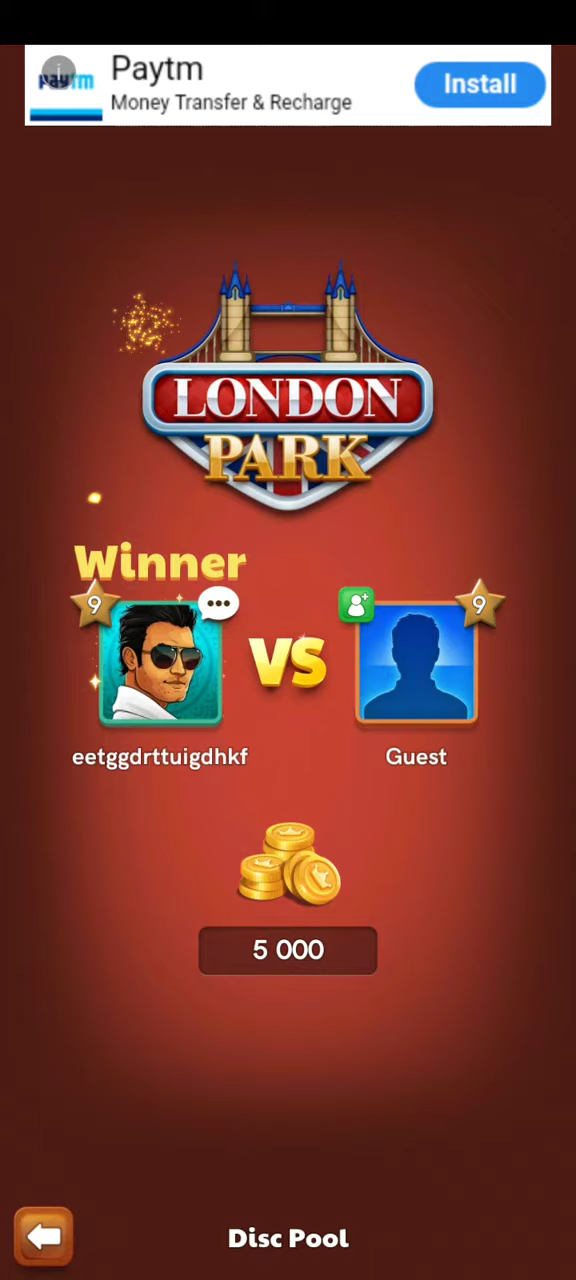 Paytm
Money Transfer & Recharge
Install
LONDON
PARK
Winner
9
9
VS
eetggdrttuigdhkf
Guest
5 000
Disc Pool